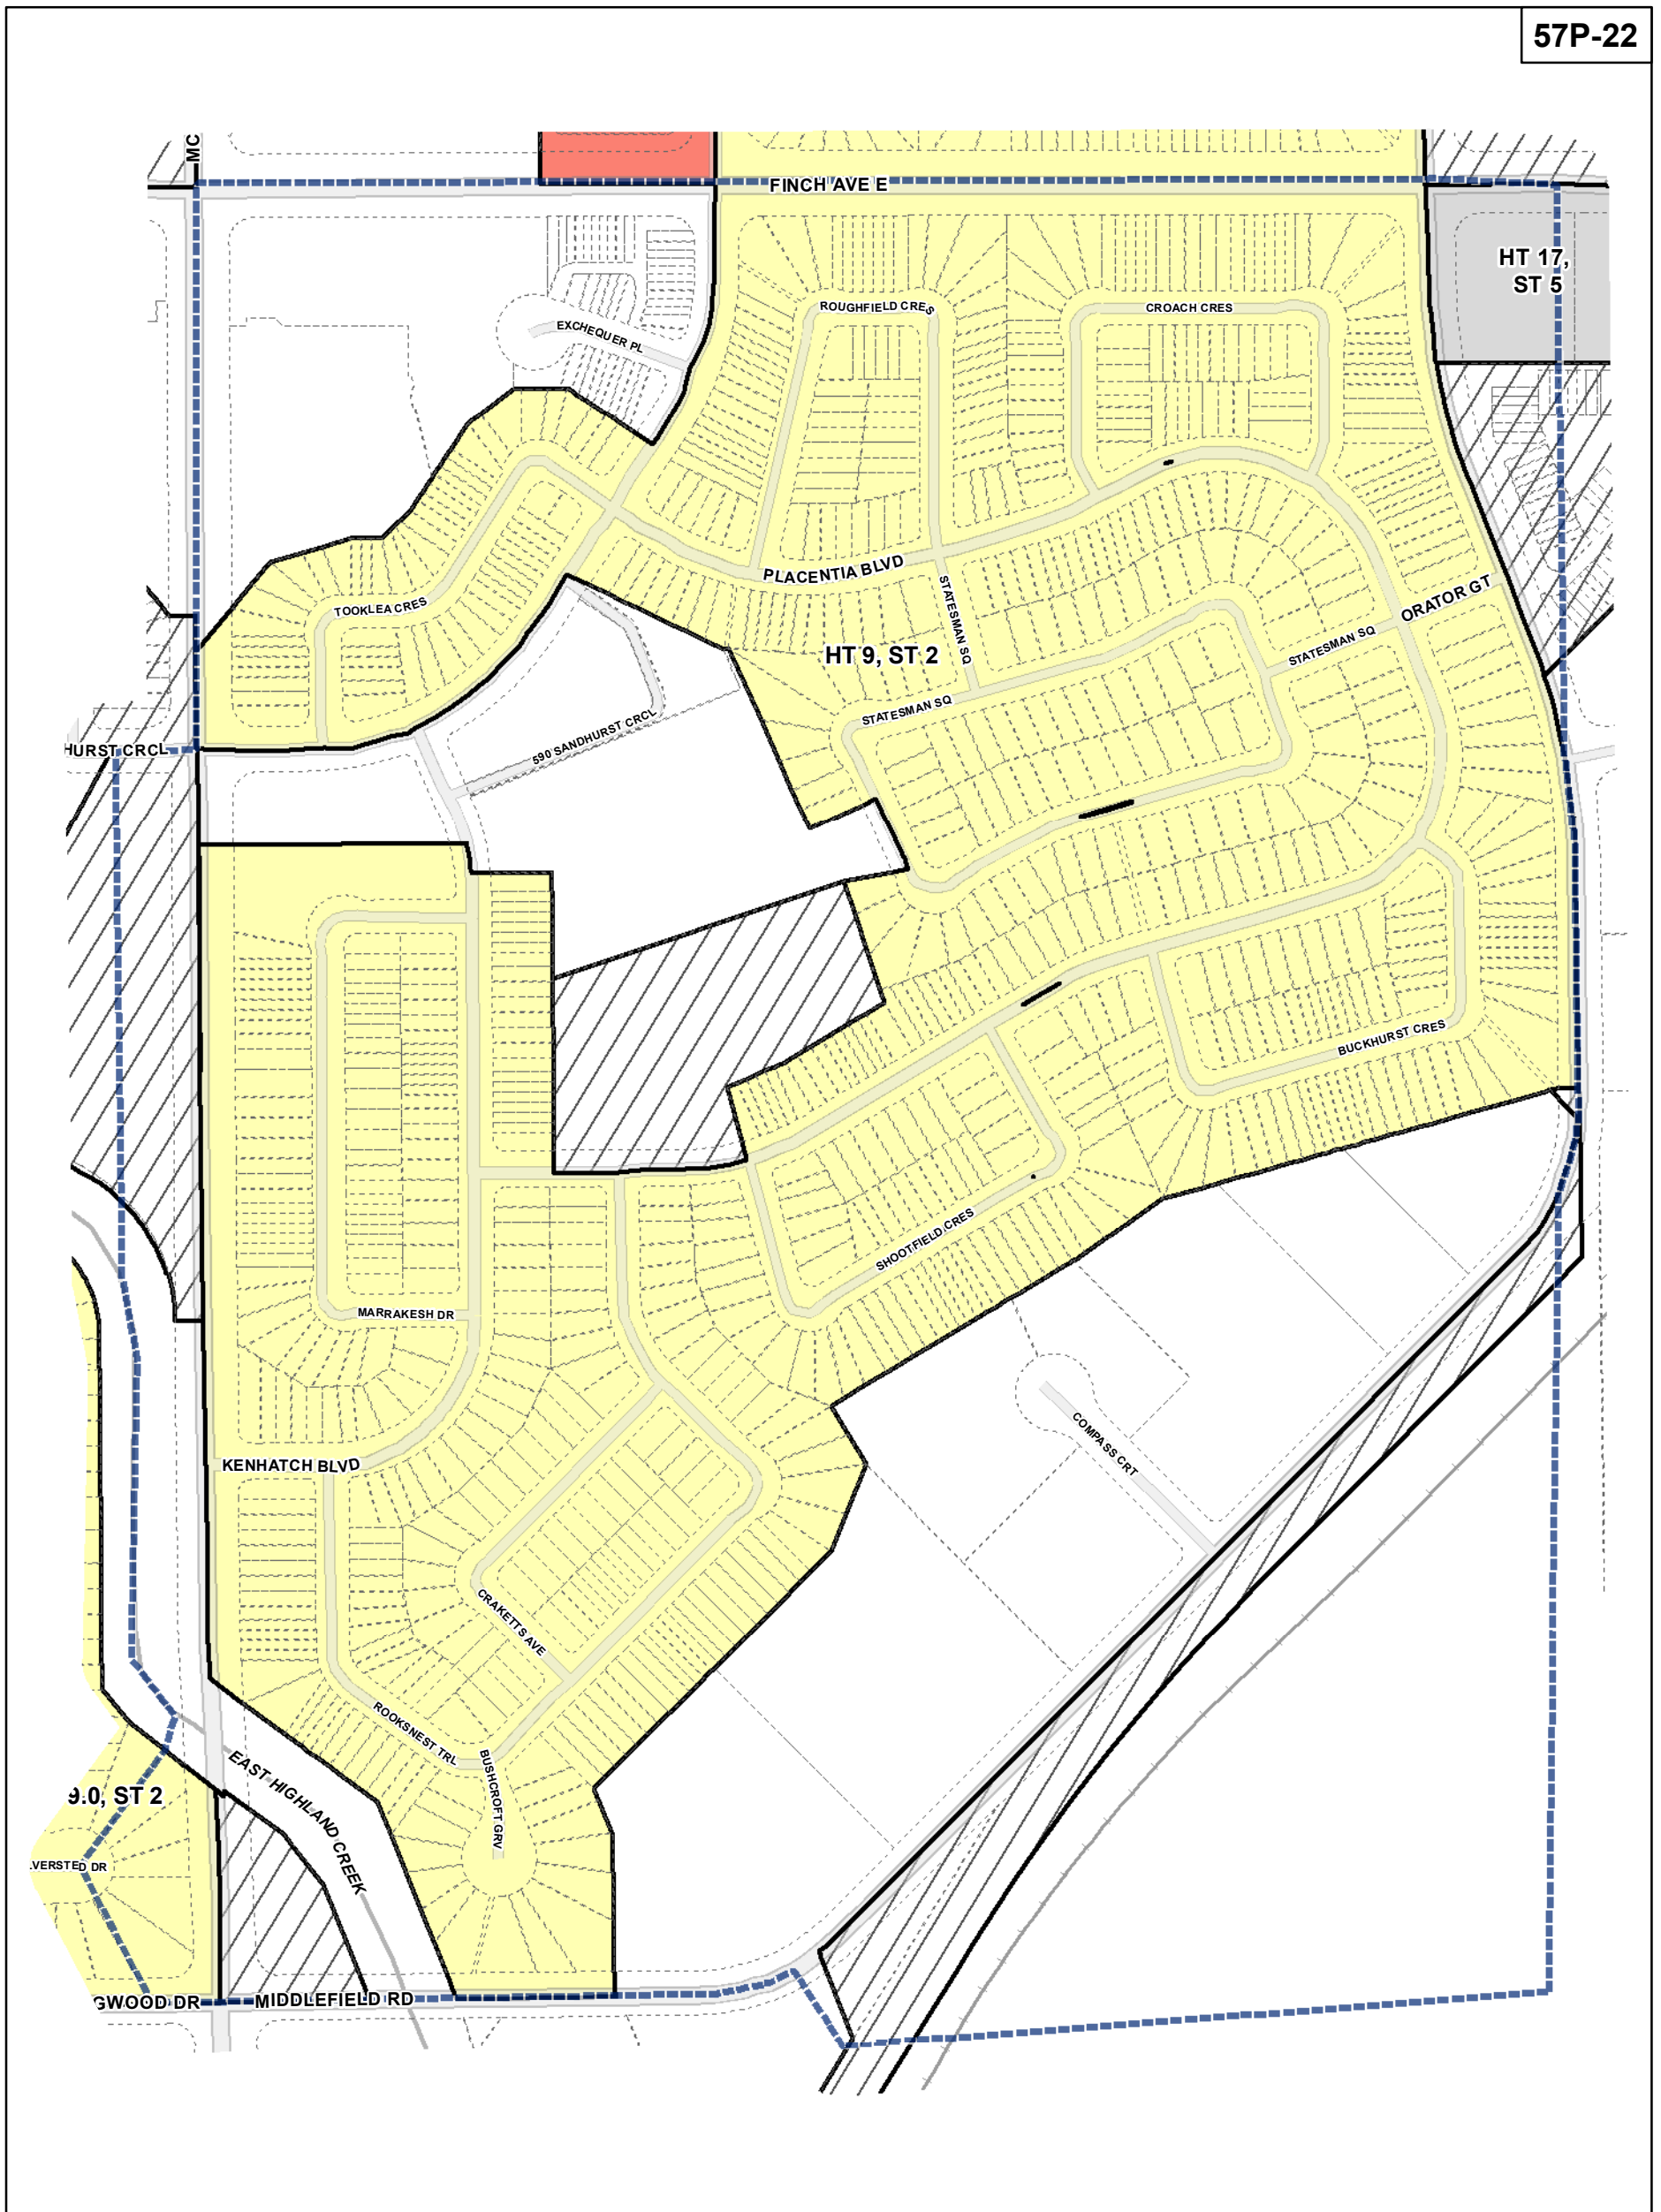 57P-22
MC
FINCH AVE E
HT 17,
ST 5
ROUGHFIELD CRES
CROACH CRES
EXCHEQUER PL
PLACENTIA BLVD
TOOKLEA CRES
STATESMAN SQ
ORATOR GT
STATESMAN SQ
HT 9, ST 2
STATESMAN SQ
590 SANDHURST CRCL
HURST CRCL
BUCKHURST CRES
SHOOTFIELD CRES
MARRAKESH DR
COMPASS CRT
KENHATCH BLVD
CRAKETTS AVE
ROOKSNEST TRL
BUSHCROFT GRV
EAST HIGHLAND CREEK
9.0, ST 2
LVERSTED DR
GWOOD DR
MIDDLEFIELD RD